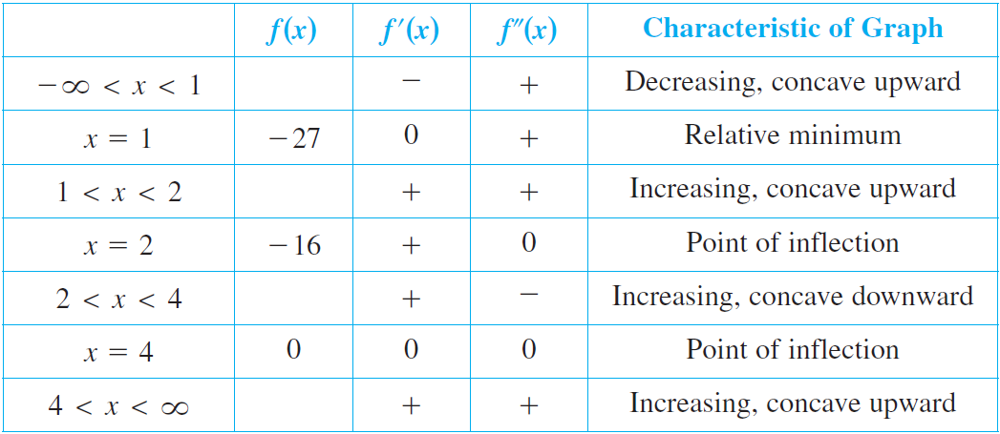 f(x) f′(x) f″(x) Characteristic of Graph
−∞ < x < 1 − + Decreasing, concave upward
x = 1 −27 0 + Relative minimum
1 < x < 2 + + Increasing, concave upward
x = 2 −16 + 0 Point of inflection
2 < x < 4 + − Increasing, concave downward
x = 4 0 0 0 Point of inflection
4 < x < ∞ + + Increasing, concave upward